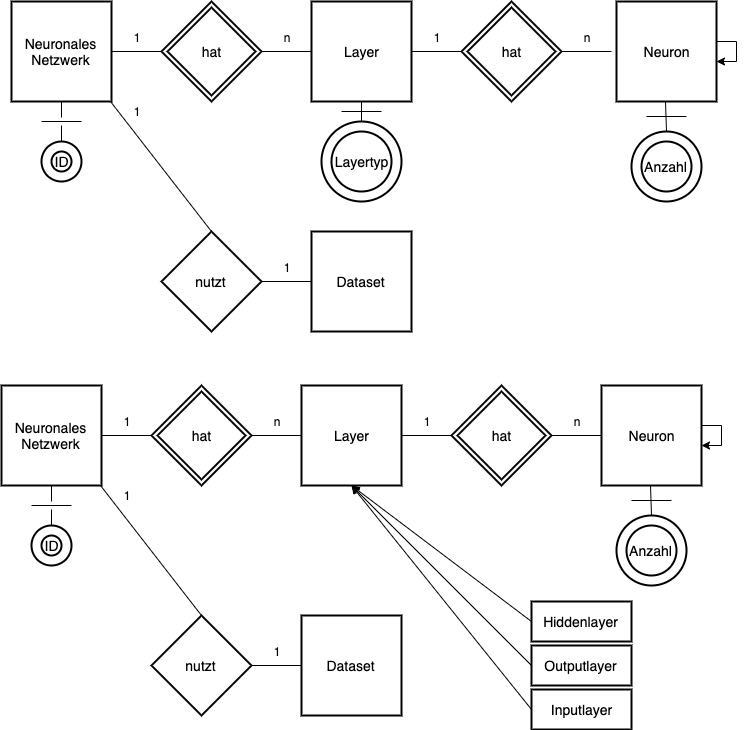 Neuronales
Netzwerk
1
hat
n
Layer
1
hat
n
Neuron
1
ID
Layertyp
Anzahl
nutzt
1
Dataset
Neuronales
Netzwerk
1
hat
n
Layer
1
hat
n
Neuron
1
ID
Anzahl
Hiddenlayer
nutzt
1
Dataset
Outputlayer
Inputlayer